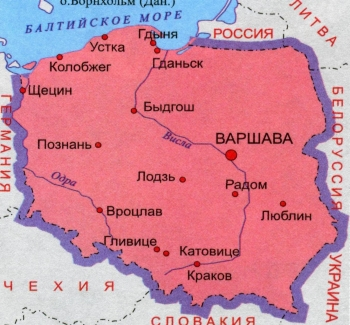 о.Борнхольм (Дан.)
БАЛТИЙСКОЕ МОРЕ
ЛИТВА
РОССИЯ
Гдыня
Устка
Гданьск
Колобжег
Щецин
Быдгош
БЕЛОРУССИЯ
ГЕРМАНИЯ
Висла
Познань
ВАРШАВА
Одра
Лодзь
Радом
Вроцлав
Люблин
Гливице
Катовице
Краков
УКРАИНА
ЧЕХИЯ
СЛОВАКИЯ